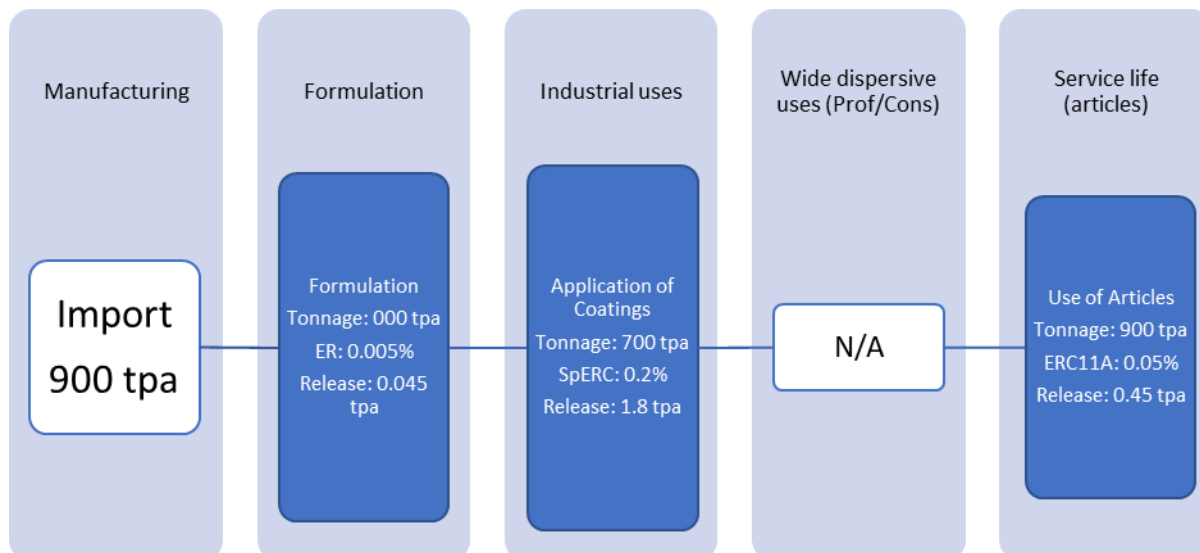 Manufacturing
Import
900 tpa
Formulation
Formulation
Tonnage: 000 tpa
ER: 0.005%
Release: 0.045
tpa
Industrial uses
Application of
Coatings
Tonnage: 700 tpa
SpERC: 0.2%
Release: 1.8 tpa
Wide dispersive
uses (Prof/Cons)
N/A
Service life
(articles)
Use of Articles
Tonnage: 900 tpa
ERC11A: 0.05%
Release: 0.45 tpa